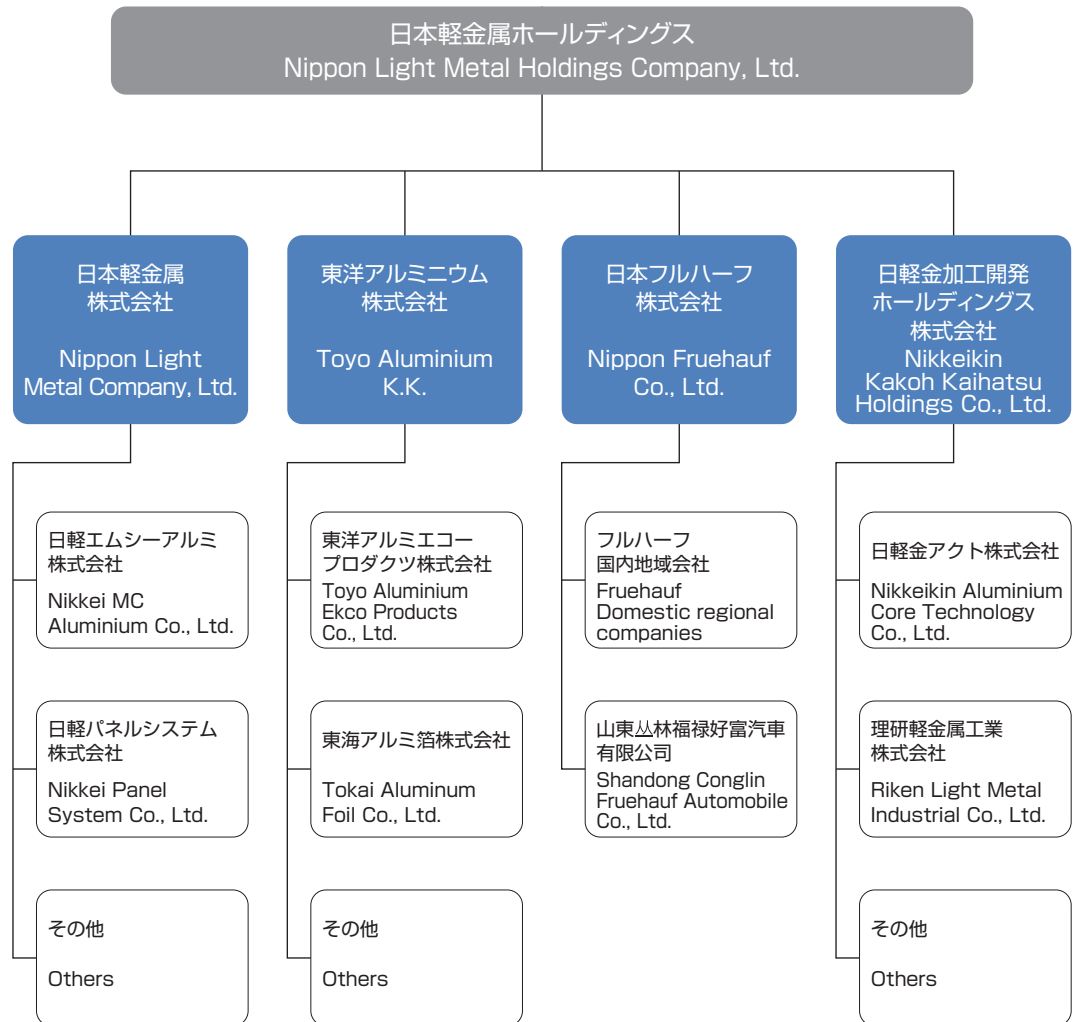 日本軽金属ホールディングス
Nippon Light Metal Holdings Company, Ltd.
日本軽金属
株式会社
Nippon Light
Metal Company, Ltd.
東洋アルミニウム
株式会社
Toyo Aluminium
K.K.
日本フルハーフ
株式会社
Nippon Fruehauf
Co., Ltd.
日軽金加工開発
ホールディングス
株式会社
Nikkeikin
Kakoh Kaihatsu
Holdings Co., Ltd.
日軽エムシーアルミ
株式会社
Nikkei MC
Aluminium Co., Ltd.
東洋アルミエコー
プロダクツ株式会社
Toyo Aluminium
Ekco Products
Co., Ltd.
フルハーフ
国内地域会社
Fruehauf
Domestic regional
companies
日軽金アクト株式会社
Nikkeikin Aluminium
Core Technology
Co., Ltd.
日軽パネルシステム
株式会社
Nikkei Panel
System Co., Ltd.
東海アルミ箔株式会社
Tokai Aluminum
Foil Co., Ltd.
山東丛林福禄好富汽車
有限公司
Shandong Conglin
Fruehauf Automobile
Co., Ltd.
理研軽金属工業
株式会社
Riken Light Metal
Industrial Co., Ltd.
その他
Others
その他
Others
その他
Others